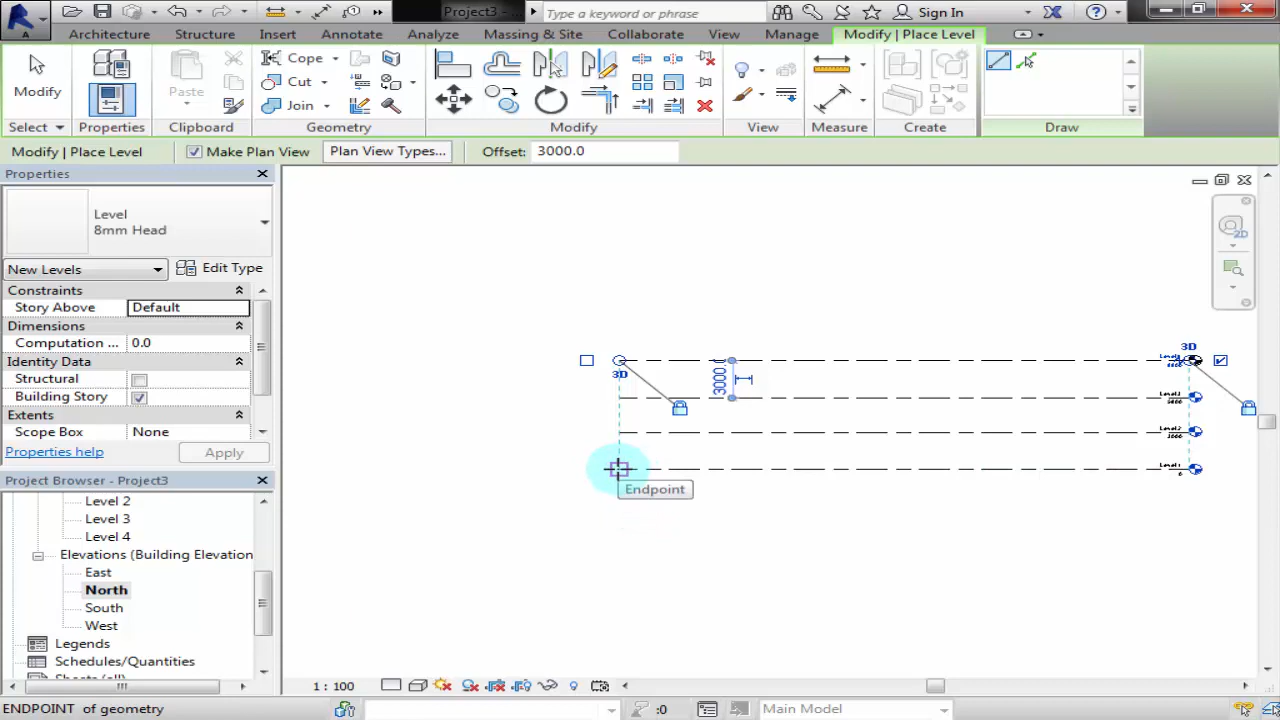 Project3 - ...
Type a keyword or phrase
Sign In
Architecture
Structure
Insert
Annotate
Analyze
Massing & Site
Collaborate
View
Manage
Modify | Place Level
Modify
Paste
Cope
Cut
Join
Select
Properties
Clipboard
Geometry
Modify
View
Measure
Create
Draw
Modify | Place Level
Make Plan View
Plan View Types...
Offset:
3000.0
Properties
Level
8mm Head
New Levels
Edit Type
Constraints
Story Above
Default
Dimensions
Computation ...
0.0
Identity Data
Structural
Building Story
Extents
Scope Box
None
Properties help
Apply
Project Browser - Project3
Level 2
Level 3
Level 4
Elevations (Building Elevation
East
North
South
West
Legends
Schedules/Quantities
3D
3D
3000.0
Level 1
Endpoint
2D
1 : 100
ENDPOINT of geometry
:0
Main Model